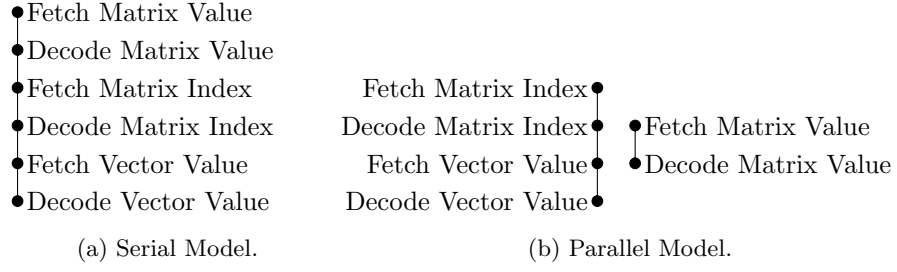 Fetch Matrix Value
Decode Matrix Value
Fetch Matrix Index
Decode Matrix Index
Fetch Vector Value
Decode Vector Value
(a) Serial Model.
Fetch Matrix Index
Decode Matrix Index
Fetch Vector Value
Decode Vector Value
Fetch Matrix Value
Decode Matrix Value
(b) Parallel Model.